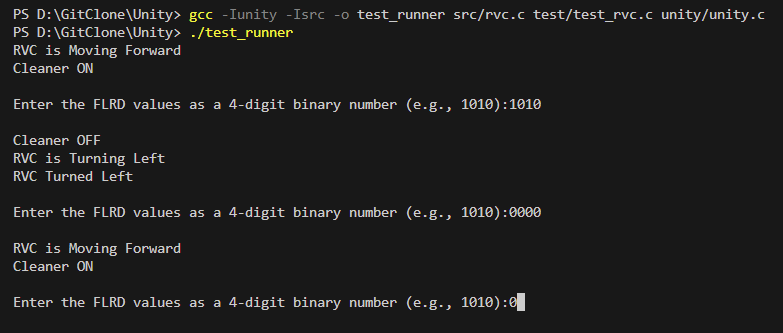 PS D:\GitClone\Unity> gcc -Iunity -Isrc -o test_runner src/rvc.c test/test_rvc.c unity/unity.c
PS D:\GitClone\Unity> ./test_runner
RVC is Moving Forward
Cleaner ON
Enter the FLRD values as a 4-digit binary number (e.g., 1010):1010
Cleaner OFF
RVC is Turning Left
RVC Turned Left
Enter the FLRD values as a 4-digit binary number (e.g., 1010):0000
RVC is Moving Forward
Cleaner ON
Enter the FLRD values as a 4-digit binary number (e.g., 1010):0